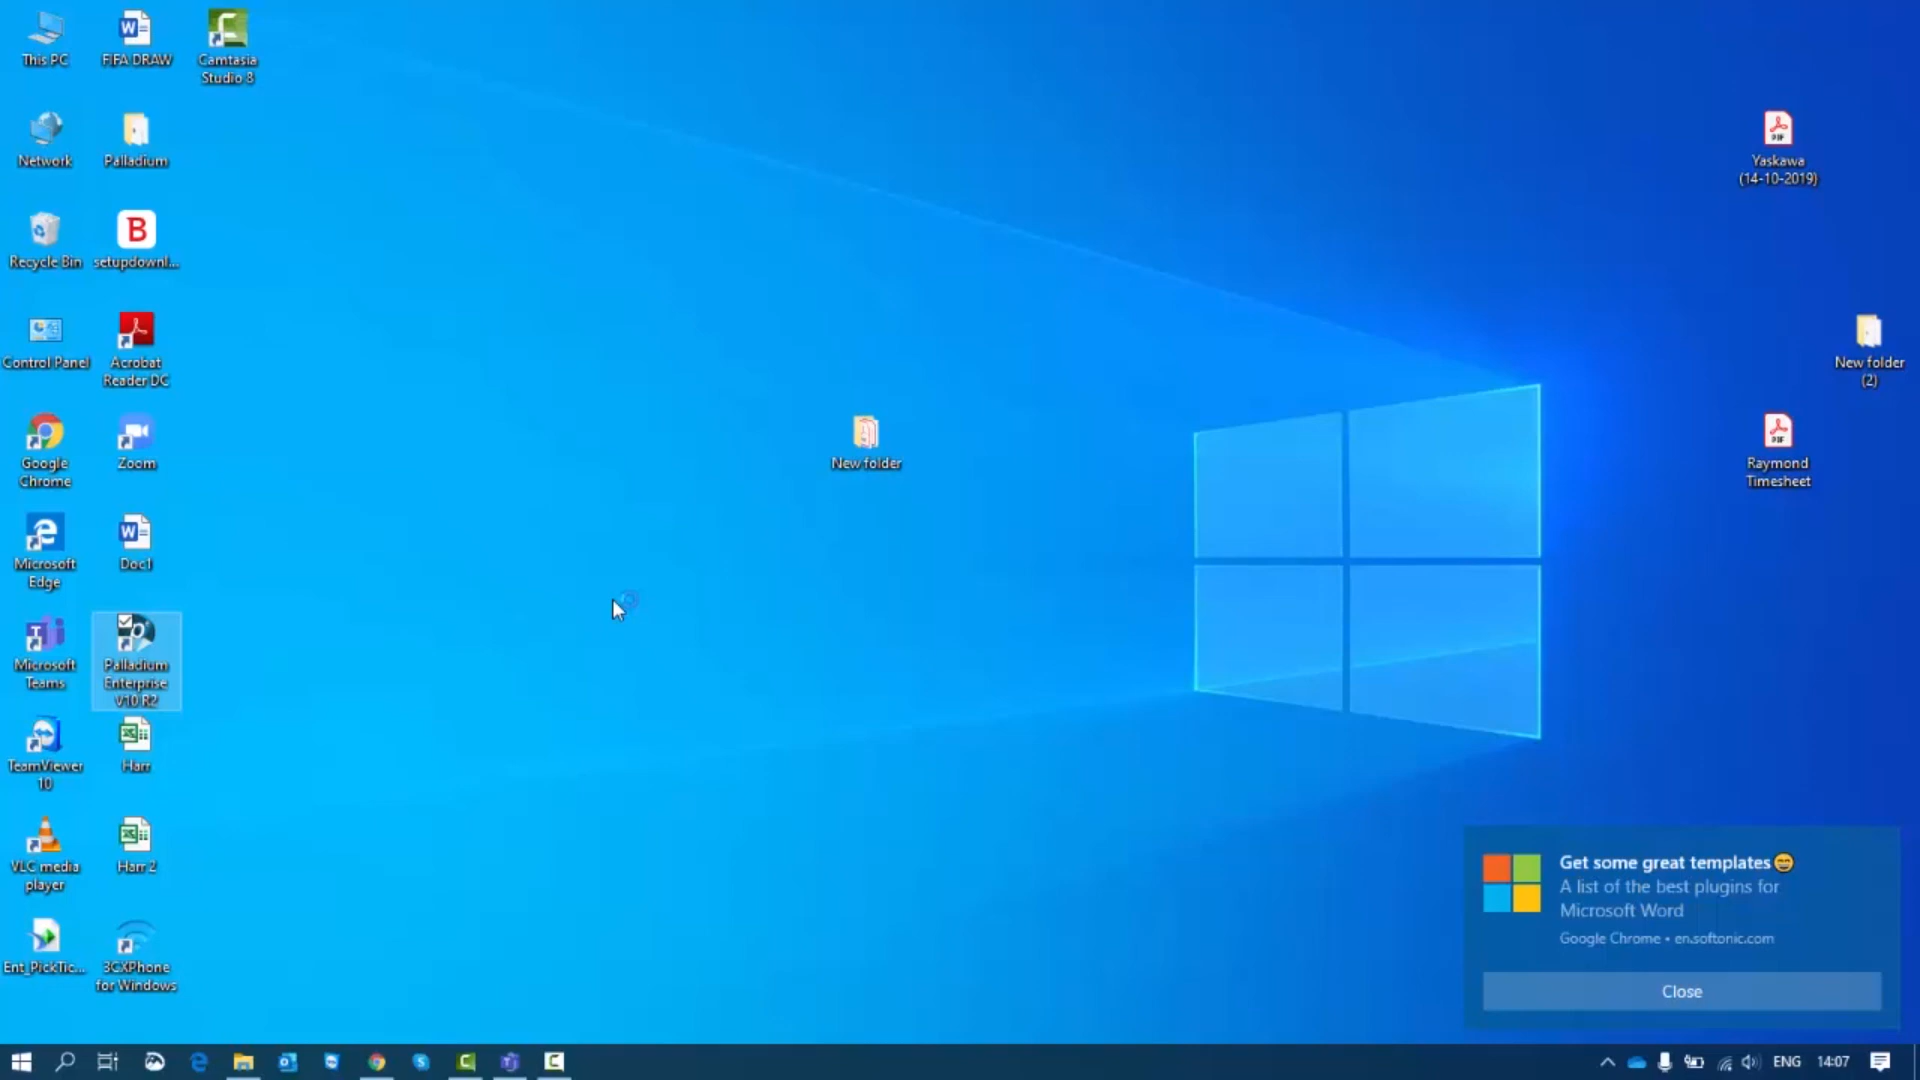 This PC
FIFA DRAW
Camtasia
Studio 8
Network
Palladium
Recycle Bin
setupdownl...
Control Panel
Acrobat
Reader DC
Google
Chrome
Zoom
Microsoft
Edge
Doc1
Microsoft
Teams
Palladium
Enterprise
V10 R2
TeamViewer
10
Harr
VLC media
player
Harr 2
Ent_PickTic...
3CXPhone
for Windows
New folder
Yaskawa
(14-10-2019)
New folder
(2)
Raymond
Timesheet
Get some great templates😄
A list of the best plugins for
Microsoft Word
Google Chrome • en.softonic.com
Close
ENG 14:07